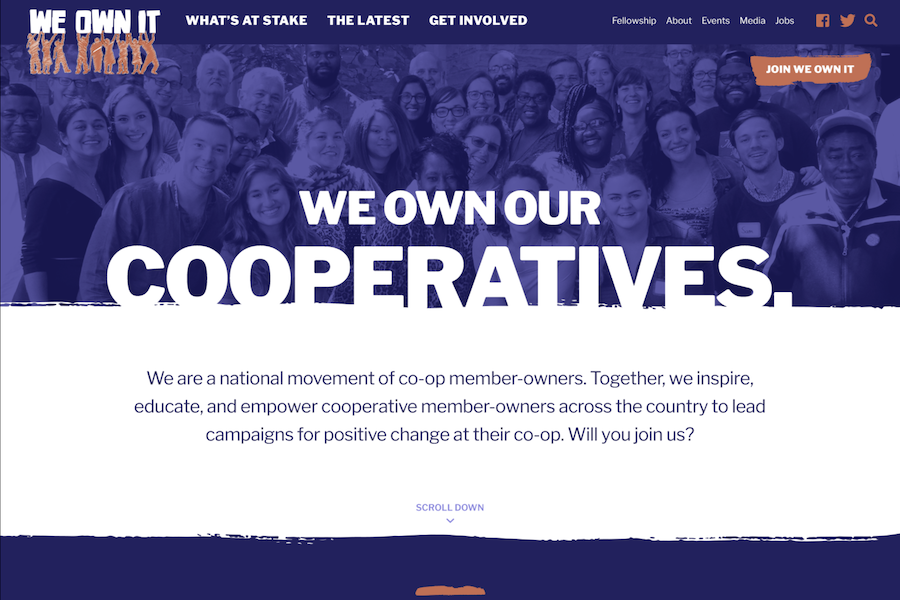 WE OWN IT
WHAT'S AT STAKE THE LATEST GET INVOLVED
Fellowship About Events Media Jobs
JOIN WE OWN IT
WE OWN OUR
COOPERATIVES.
We are a national movement of co-op member-owners. Together, we inspire,
educate, and empower cooperative member-owners across the country to lead
campaigns for positive change at their co-op. Will you join us?
SCROLL DOWN